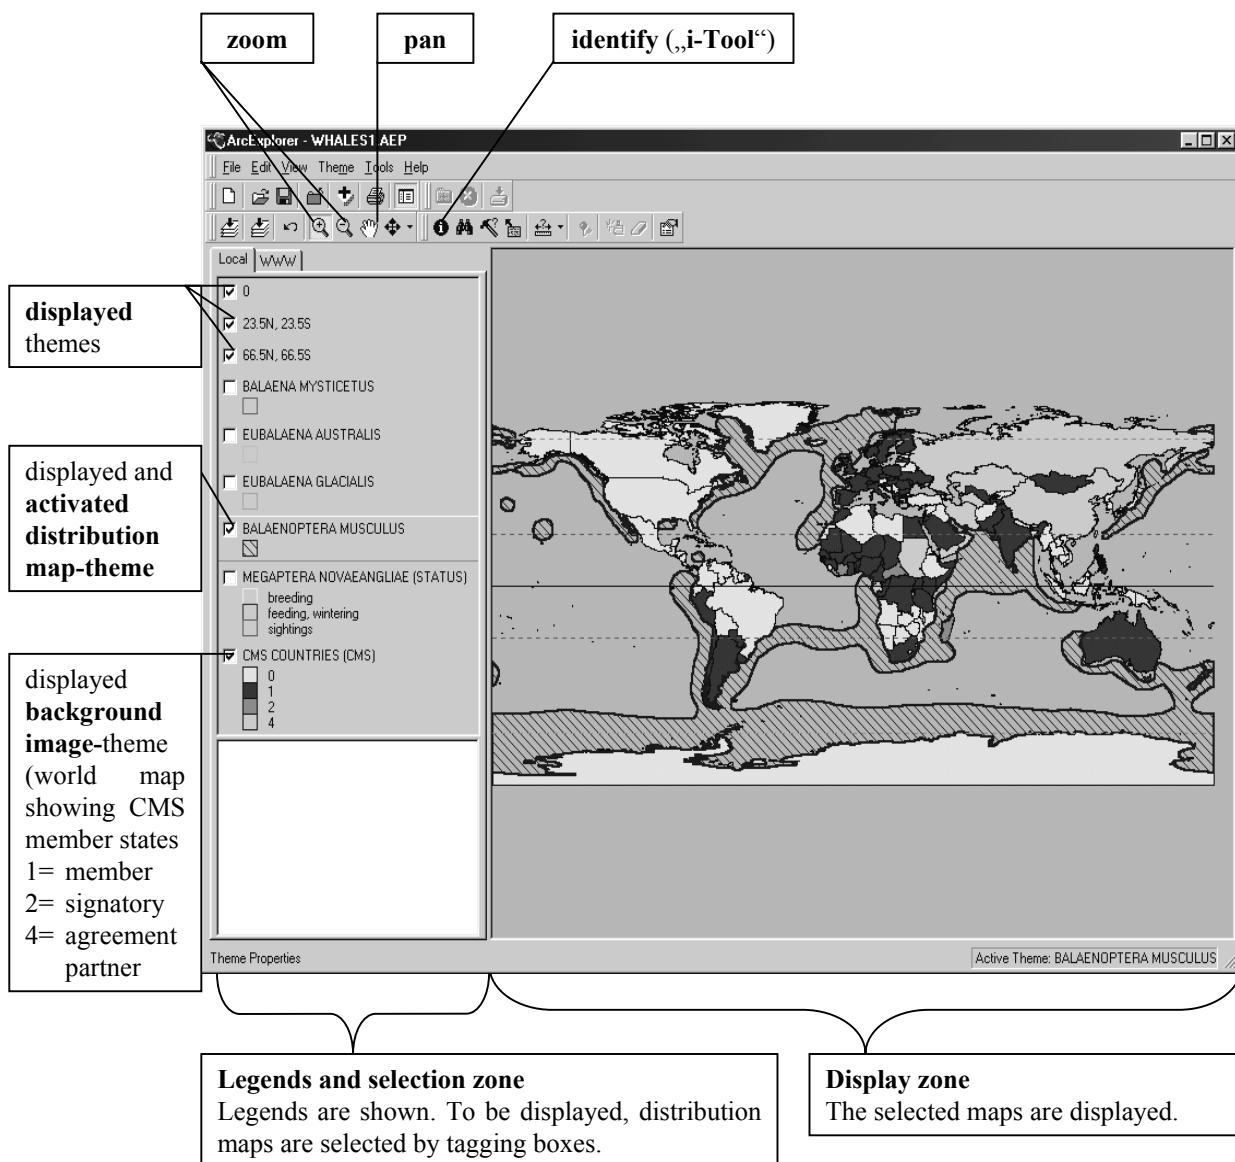 zoom
pan
identify („i-Tool“)
ArcExplorer - WHALES1.AEP
File Edit View Theme Tools Help
Local WWW
0
23.5N, 23.5S
66.5N, 66.5S
BALAENA MYSTICETUS
EUBALAENA AUSTRALIS
EUBALAENA GLACIALIS
BALAENOPTERA MUSCULUS
MEGAPTERA NOVAEANGLIAE (STATUS)
breeding
feeding, wintering
sightings
CMS COUNTRIES (CMS)
0
1
2
4
displayed
themes
displayed and
activated
distribution
map-theme
displayed
background
image-theme
(world map
showing CMS
member states
1= member
2= signatory
4= agreement
partner
Theme Properties
Active Theme: BALAENOPTERA MUSCULUS
Legends and selection zone
Legends are shown. To be displayed, distribution
maps are selected by tagging boxes.
Display zone
The selected maps are displayed.